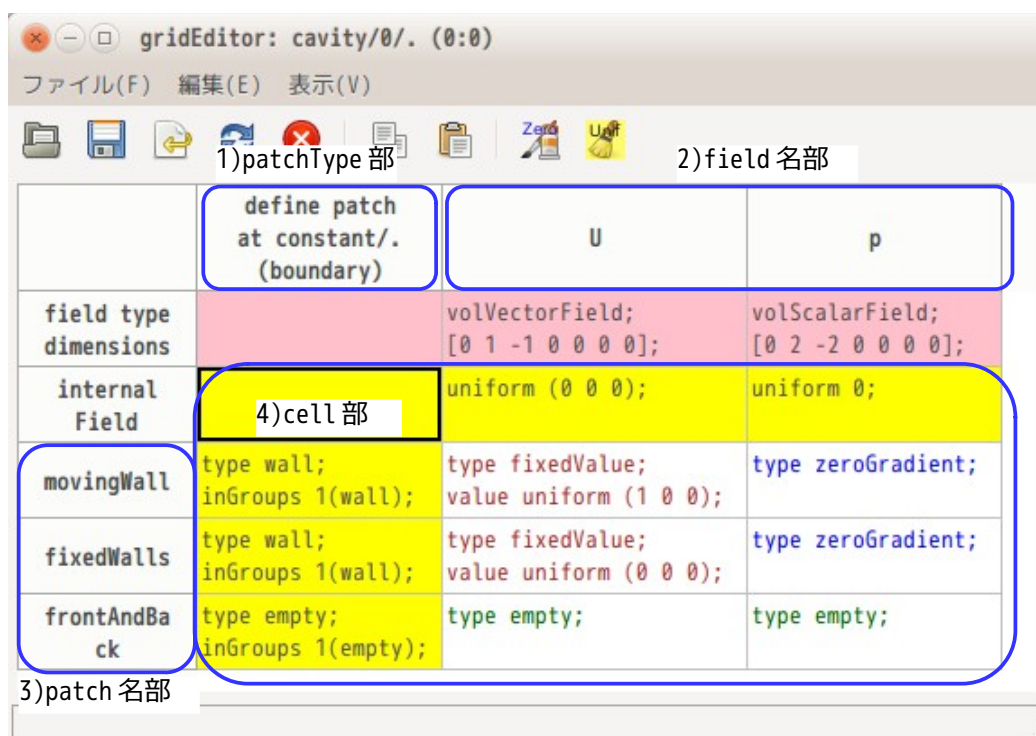 gridEditor: cavity/0/. (0:0)
ファイル(F) 編集(E) 表示(V)
Zero Unif
1)patchType 部 2)field 名部
define patch
at constant/.
(boundary)
U p
field type
dimensions
volVectorField;
[0 1 -1 0 0 0 0];
volScalarField;
[0 2 -2 0 0 0 0];
internal
Field
4)cell 部
uniform (0 0 0);
uniform 0;
movingWall
type wall;
inGroups 1(wall);
type fixedValue;
value uniform (1 0 0);
type zeroGradient;
fixedWalls
type wall;
inGroups 1(wall);
type fixedValue;
value uniform (0 0 0);
type zeroGradient;
frontAndBa
ck
type empty;
inGroups 1(empty);
type empty;
type empty;
3)patch 名部